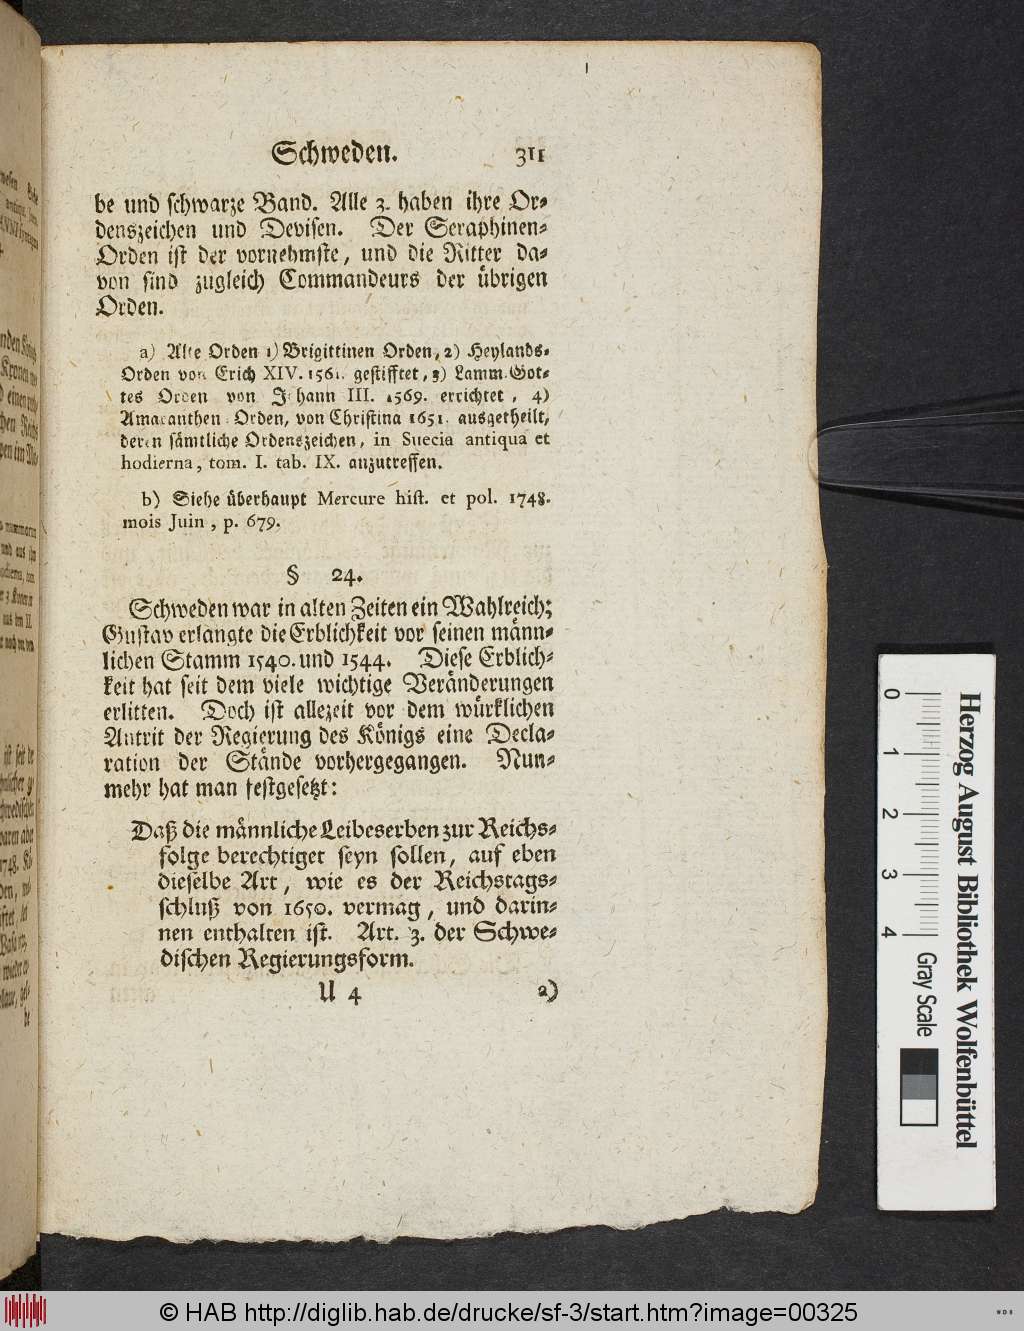 Schweden. 311
be und schwarze Band. Alle 3. haben ihre Or-
denszeichen und Devisen. Der Seraphinen-
Orden ist der vornehmste, und die Ritter da-
von sind zugleich Commandeurs der übrigen
Orden.
a) Alte Orden 1) Brigittinen Orden, 2) Heylands-
Orden von Erich XIV. 1561. gestifftet, 3) Lamm-Got-
tes Orden von Johann III. 1569. errichtet, 4)
Amaranthen-Orden, von Christina 1651. ausgetheilt,
deren sämtliche Ordenszeichen, in Suecia antiqua et
hodierna, tom. I. tab. IX. anzutreffen.
b) Siehe überhaupt Mercure hist. et pol. 1748.
mois Juin, p. 679.
§ 24.
Schweden war in alten Zeiten ein Wahlreich;
Gustav erlangte die Erblichkeit vor seinen männ-
lichen Stamm 1540. und 1544. Diese Erblich-
keit hat seit dem viele wichtige Veränderungen
erlitten. Doch ist allezeit vor dem würklichen
Antrit der Regierung des Königs eine Decla-
ration der Stände vorhergegangen. Nun-
mehr hat man festgesetzt:
Daß die männliche Leibeserben zur Reichs-
folge berechtiget seyn sollen, auf eben
dieselbe Art, wie es der Reichstags-
schluß von 1650. vermag, und darin-
nen enthalten ist. Art. 3. der Schwe-
dischen Regierungsform.
U 4 2)
0 1 2 3 4
Herzog August Bibliothek Wolfenbüttel
Gray Scale
© HAB http://diglib.hab.de/drucke/sf-3/start.htm?image=00325